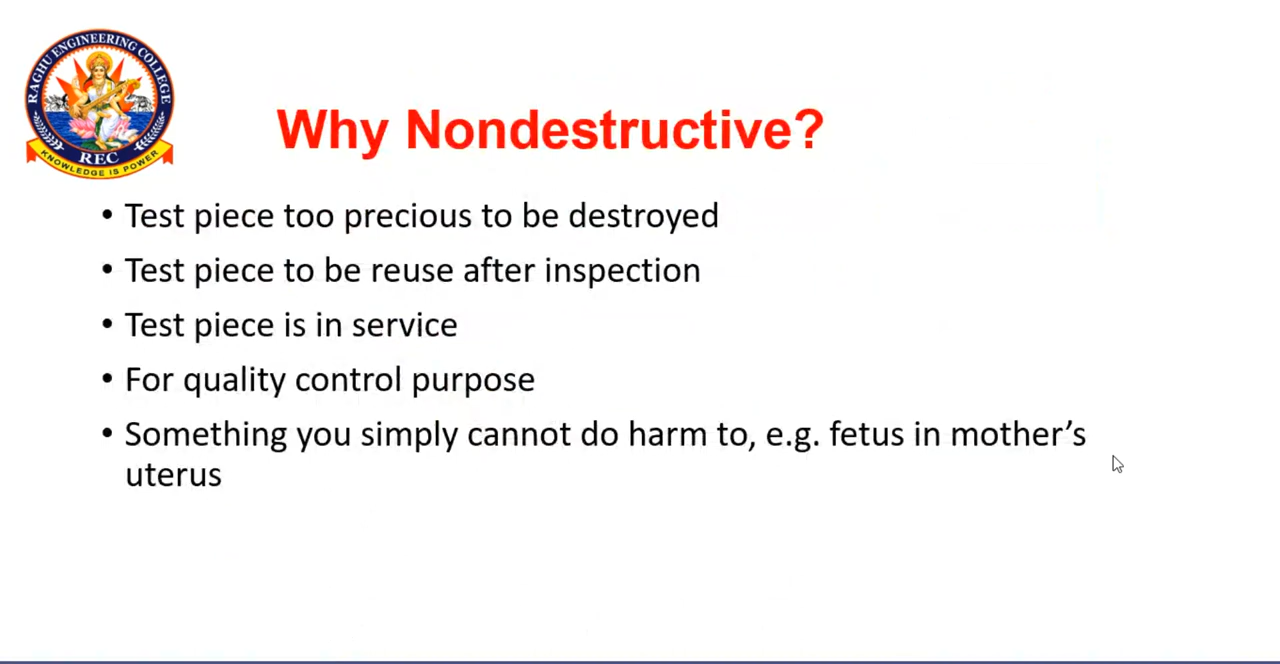 RAGHU ENGINEERING COLLEGE
REC
KNOWLEDGE IS POWER
Why Nondestructive?
• Test piece too precious to be destroyed
• Test piece to be reuse after inspection
• Test piece is in service
• For quality control purpose
• Something you simply cannot do harm to, e.g. fetus in mother’s
uterus